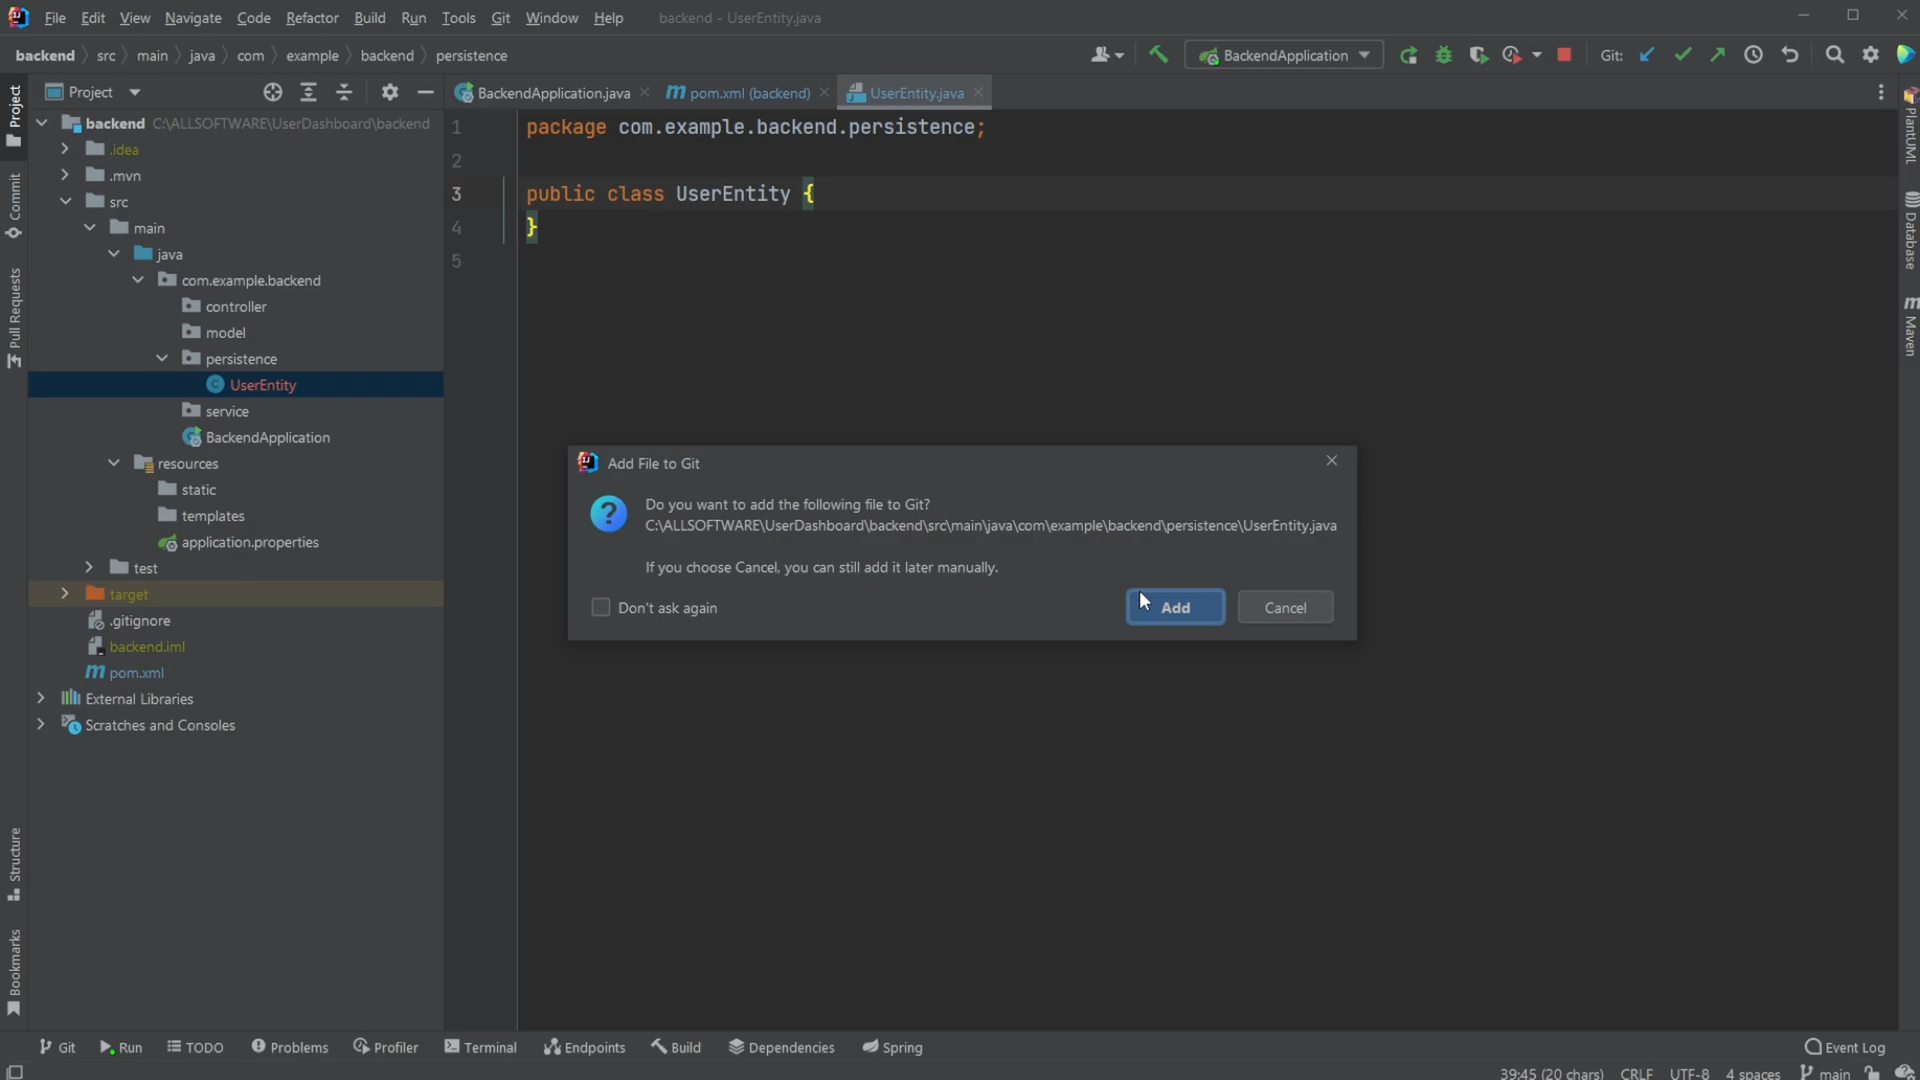 File Edit View Navigate Code Refactor Build Run Tools Git Window Help backend - UserEntity.java
backend src main java com example backend persistence BackendApplication Git:
Project
Project
Commit
Pull Requests
Structure
Bookmarks
backend C:\ALLSOFTWARE\UserDashboard\backend
.idea
.mvn
src
main
java
com.example.backend
controller
model
persistence
UserEntity
service
BackendApplication
resources
static
templates
application.properties
test
target
.gitignore
backend.iml
pom.xml
External Libraries
Scratches and Consoles
BackendApplication.java pom.xml (backend) UserEntity.java
1 package com.example.backend.persistence;
2
3 public class UserEntity {
4 }
5
Add File to Git
Do you want to add the following file to Git?
C:\ALLSOFTWARE\UserDashboard\backend\src\main\java\com\example\backend\persistence\UserEntity.java
If you choose Cancel, you can still add it later manually.
Don't ask again Add Cancel
PlantUML
Database
Maven
Git Run TODO Problems Profiler Terminal Endpoints Build Dependencies Spring Event Log
39:45 (20 chars) CRLF UTF-8 4 spaces main